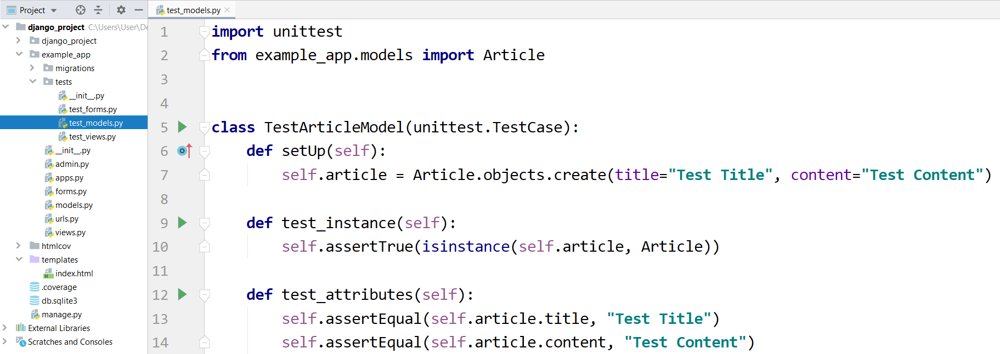 Project
django_project C:\Users\User\De
django_project
example_app
migrations
tests
__init__.py
test_forms.py
test_models.py
test_views.py
__init__.py
admin.py
apps.py
forms.py
models.py
urls.py
views.py
htmlcov
templates
index.html
.coverage
db.sqlite3
manage.py
External Libraries
Scratches and Consoles
test_models.py
1 import unittest
2 from example_app.models import Article
3
4
5 class TestArticleModel(unittest.TestCase):
6     def setUp(self):
7         self.article = Article.objects.create(title="Test Title", content="Test Content")
8
9     def test_instance(self):
10         self.assertTrue(isinstance(self.article, Article))
11
12     def test_attributes(self):
13         self.assertEqual(self.article.title, "Test Title")
14         self.assertEqual(self.article.content, "Test Content")